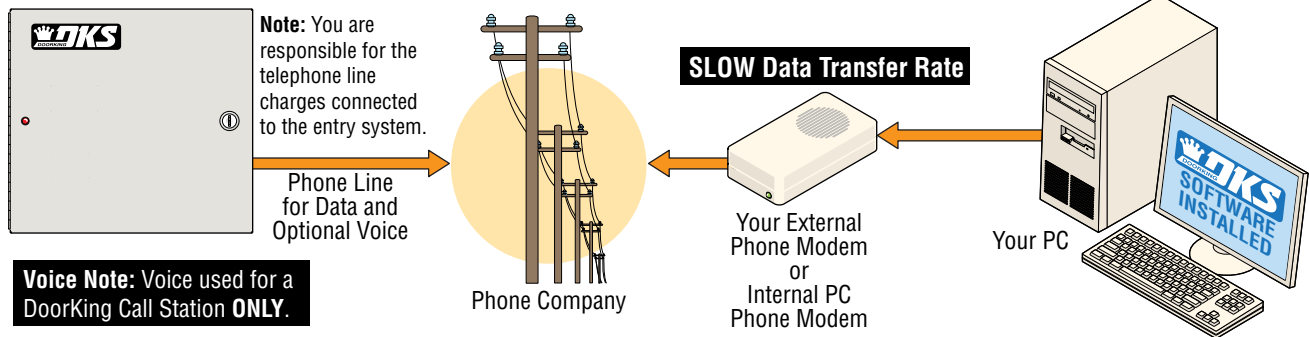 DKS
DOORKING
Note: You are
responsible for the
telephone line
charges connected
to the entry system.
Phone Line
for Data and
Optional Voice
Voice Note: Voice used for a
DoorKing Call Station ONLY.
Phone Company
SLOW Data Transfer Rate
Your External
Phone Modem
or
Internal PC
Phone Modem
Your PC
DKS
DOORKING
SOFTWARE
INSTALLED